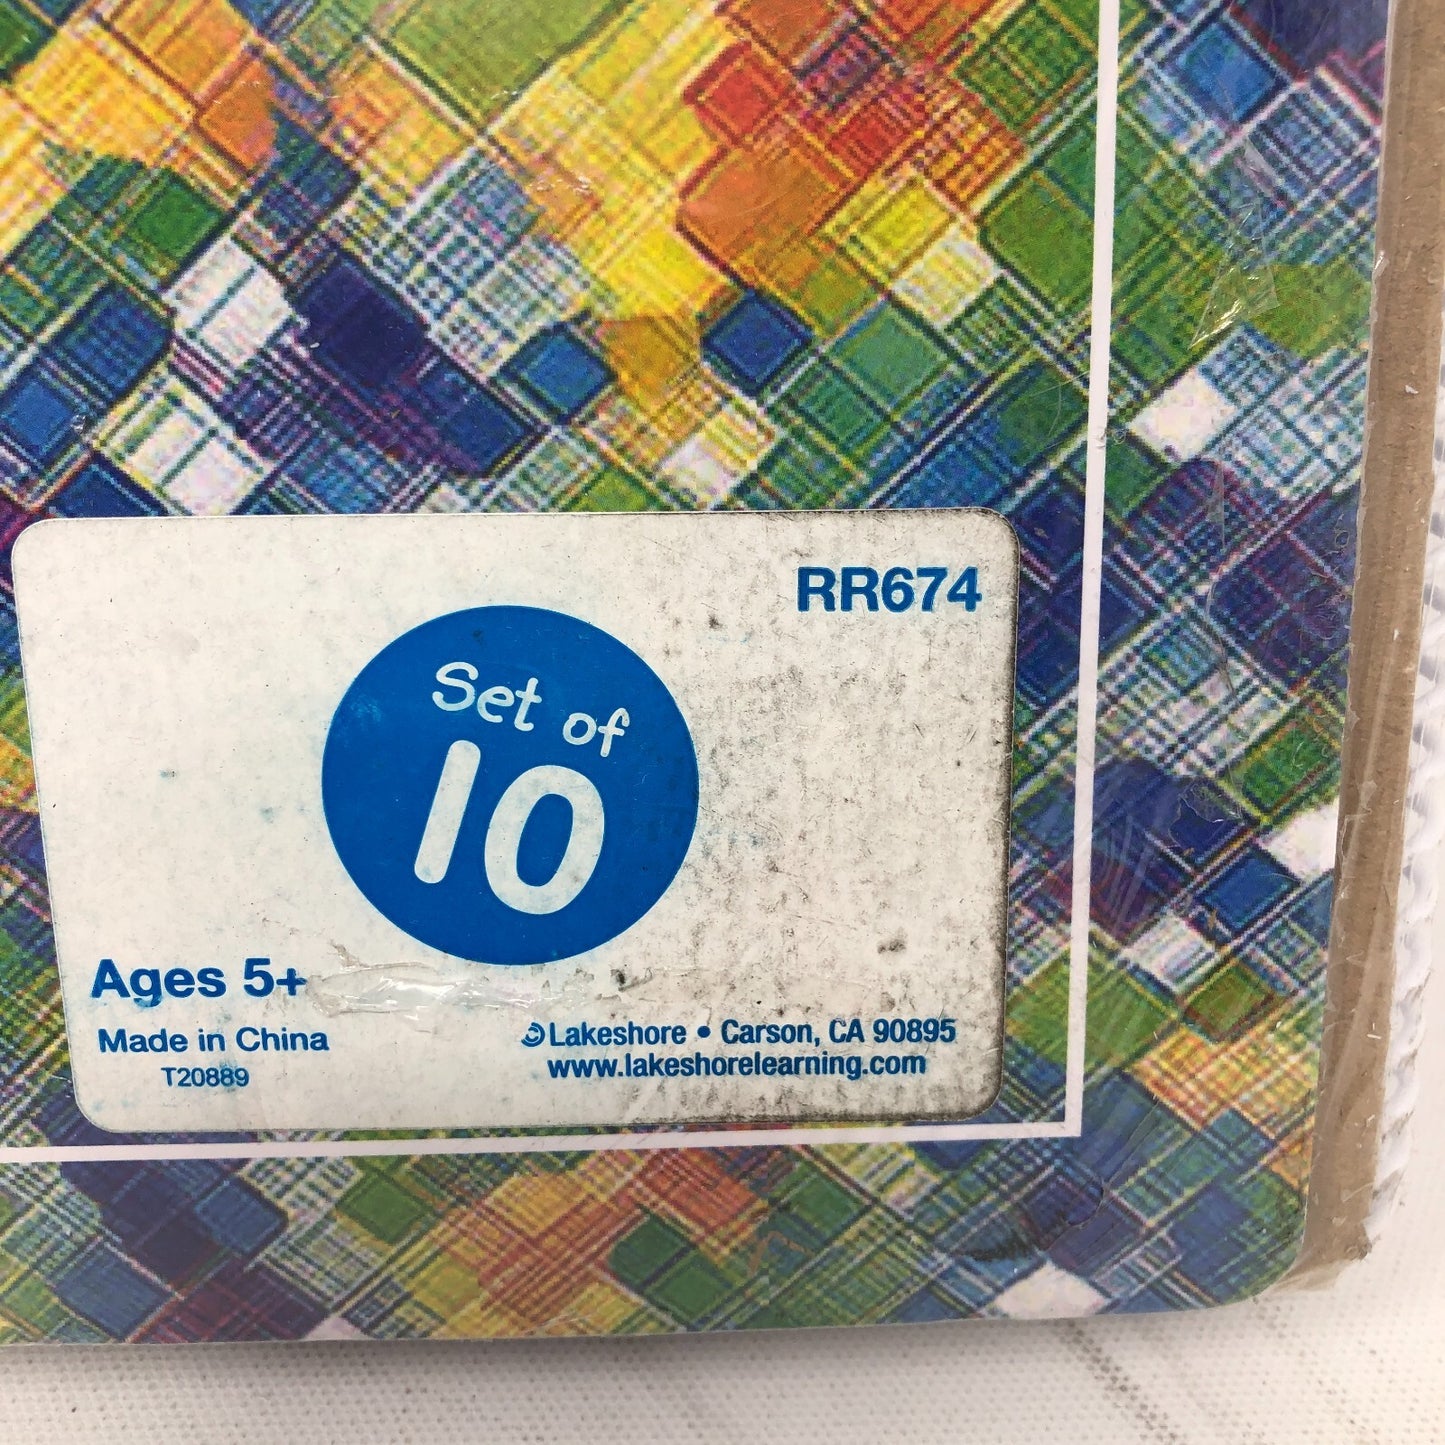 RR674
Set of
10
Ages 5+
Made in China
T20889
Lakeshore • Carson, CA 90895
www.lakeshorelearning.com